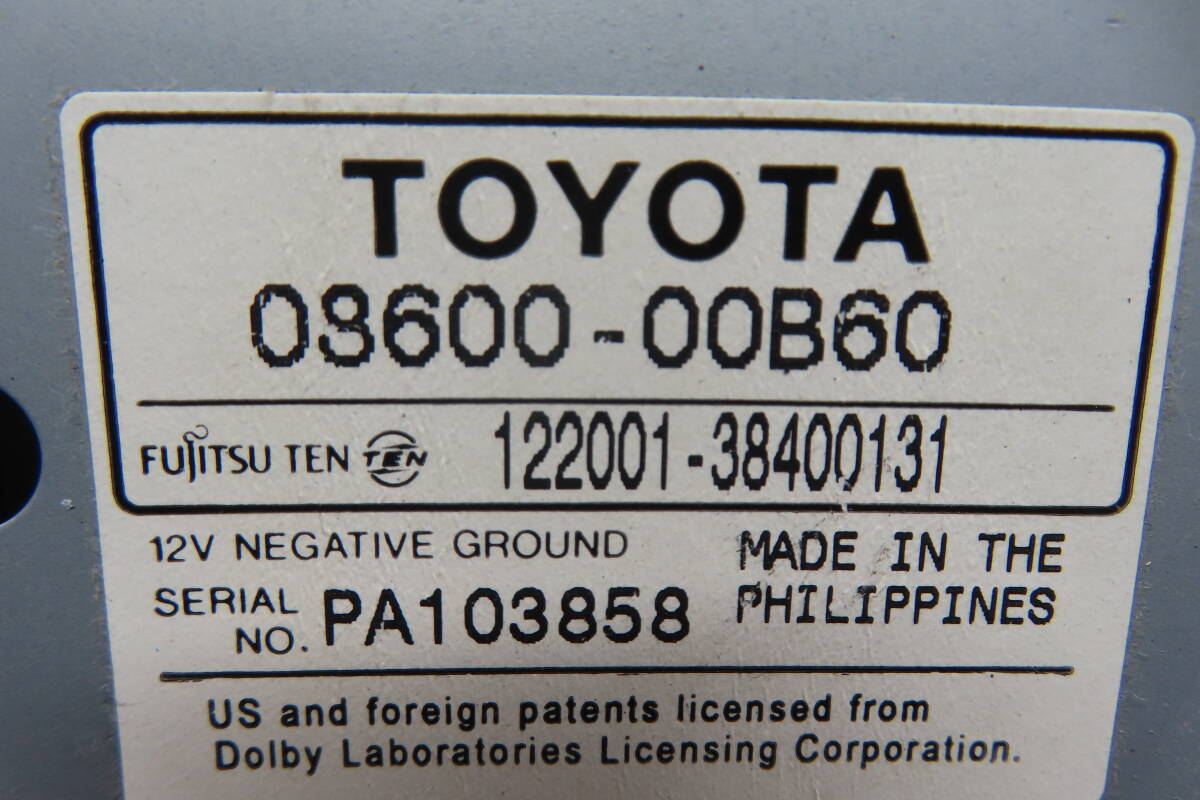 TOYOTA
08600-00B60
FUJITSU TEN TEN 122001-38400131
12V NEGATIVE GROUND
SERIAL NO. PA103858
MADE IN THE
PHILIPPINES
US and foreign patents licensed from
Dolby Laboratories Licensing Corporation.